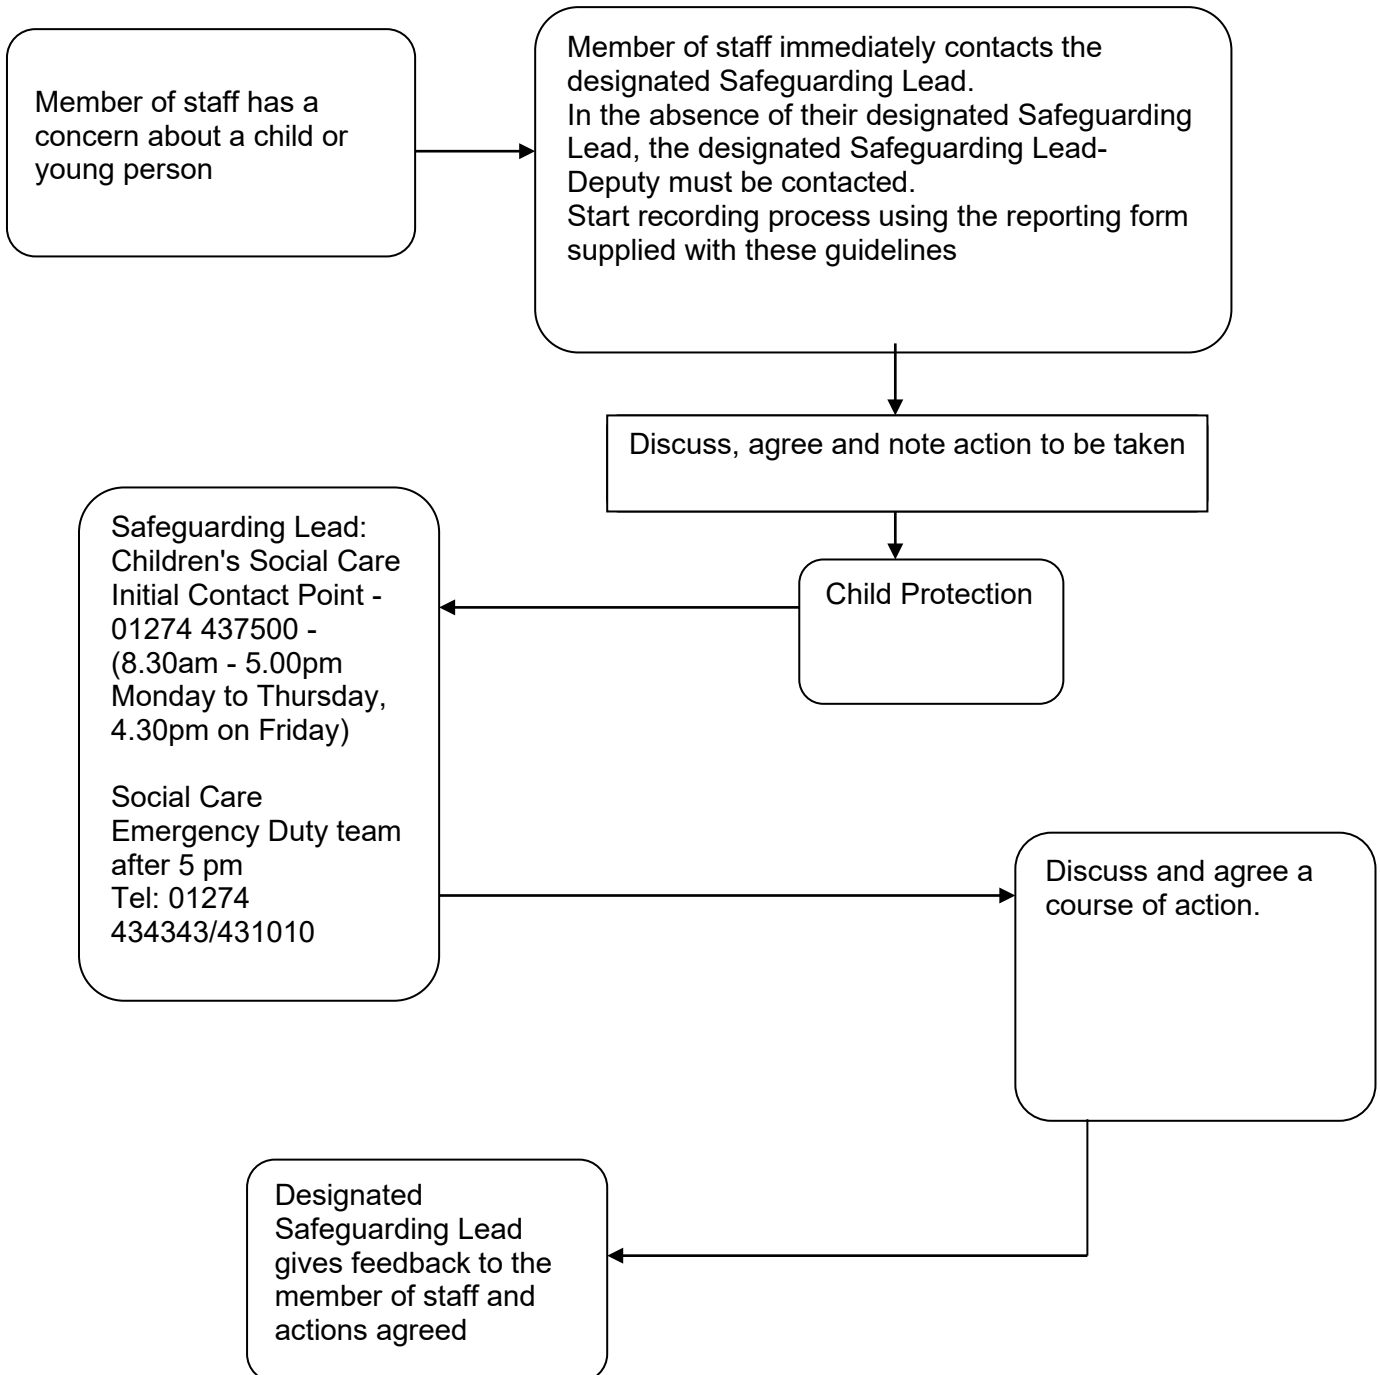 Member of staff has a
concern about a child or
young person
Member of staff immediately contacts the
designated Safeguarding Lead.
In the absence of their designated Safeguarding
Lead, the designated Safeguarding Lead-
Deputy must be contacted.
Start recording process using the reporting form
supplied with these guidelines
Discuss, agree and note action to be taken
Child Protection
Safeguarding Lead:
Children's Social Care
Initial Contact Point -
01274 437500 -
(8.30am - 5.00pm
Monday to Thursday,
4.30pm on Friday)
Social Care
Emergency Duty team
after 5 pm
Tel: 01274
434343/431010
Discuss and agree a
course of action.
Designated
Safeguarding Lead
gives feedback to the
member of staff and
actions agreed